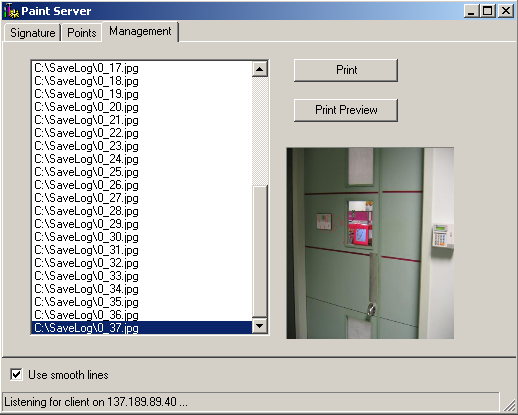 Paint Server
Signature Points Management
C:\SaveLog\0_17.jpg
C:\SaveLog\0_18.jpg
C:\SaveLog\0_19.jpg
C:\SaveLog\0_20.jpg
C:\SaveLog\0_21.jpg
C:\SaveLog\0_22.jpg
C:\SaveLog\0_23.jpg
C:\SaveLog\0_24.jpg
C:\SaveLog\0_25.jpg
C:\SaveLog\0_26.jpg
C:\SaveLog\0_27.jpg
C:\SaveLog\0_28.jpg
C:\SaveLog\0_29.jpg
C:\SaveLog\0_30.jpg
C:\SaveLog\0_31.jpg
C:\SaveLog\0_32.jpg
C:\SaveLog\0_33.jpg
C:\SaveLog\0_34.jpg
C:\SaveLog\0_35.jpg
C:\SaveLog\0_36.jpg
C:\SaveLog\0_37.jpg
Print
Print Preview
Use smooth lines
Listening for client on 137.189.89.40 ...